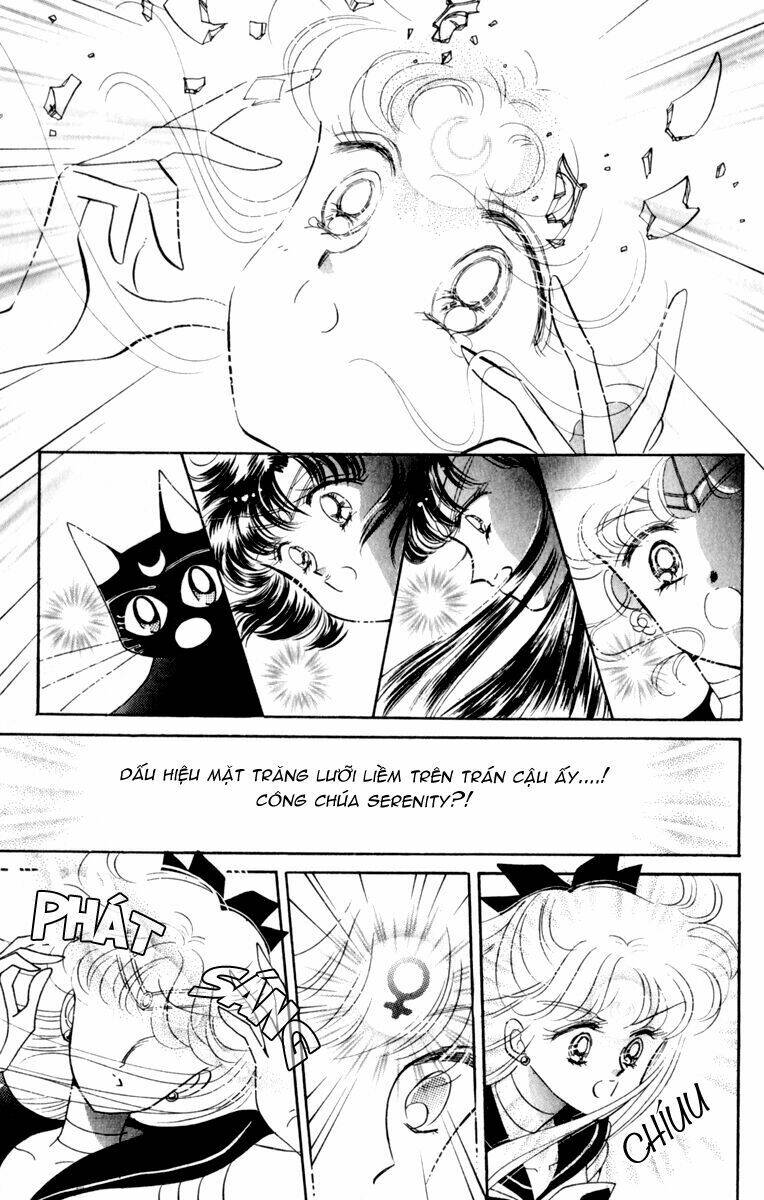 DẤU HIỆU MẶT TRĂNG LƯỠI LIỀM TRÊN TRÁN CẬU ẤY....!
CÔNG CHÚA SERENITY?!
PHÁT
SÁNG
CHÍUU